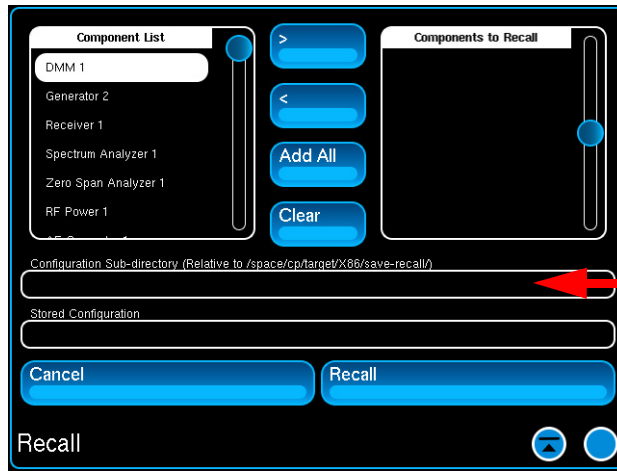 Component List
DMM 1
Generator 2
Receiver 1
Spectrum Analyzer 1
Zero Span Analyzer 1
RF Power 1
>
<
Add All
Clear
Components to Recall
Configuration Sub-directory (Relative to /space/cp/target/X86/save-recall/)
Stored Configuration
Cancel
Recall
Recall